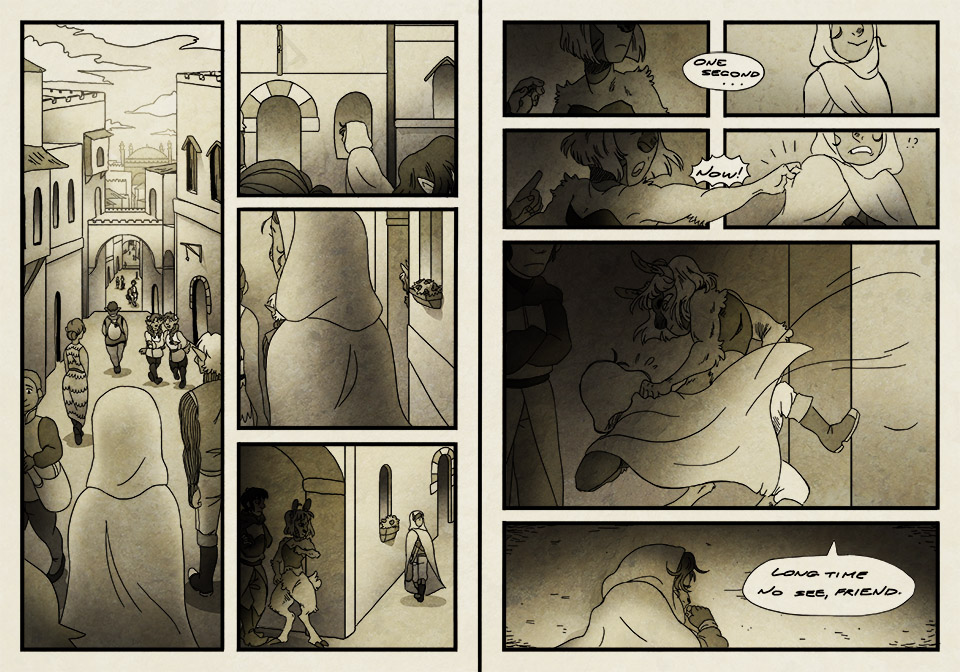 ONE
SECOND
...
NOW!
!?
LONG TIME
NO SEE, FRIEND.